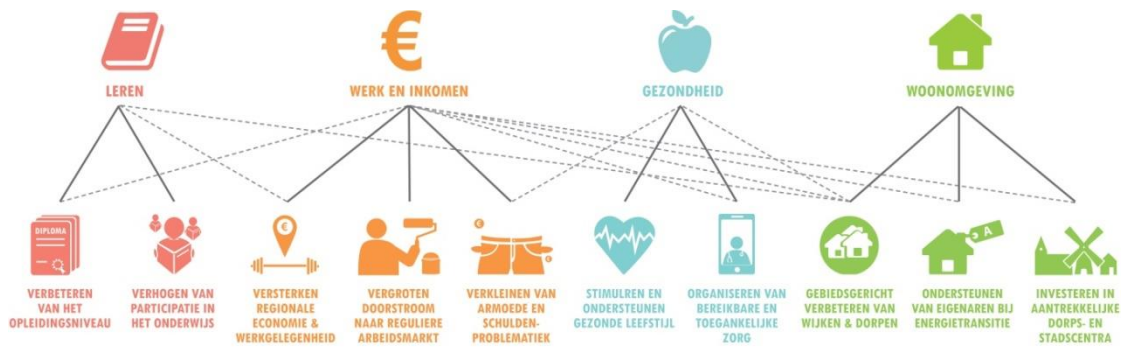 LEREN
WERK EN INKOMEN
GEZONDHEID
WOONOMGEVING
DIPLOMA
€
€
€
€
A
VERBETEREN
VAN HET
OPLEIDINGSNIVEAU
VERHOGEN VAN
PARTICIPATIE IN
HET ONDERWIJS
VERSTERKEN
REGIONALE
ECONOMIE &
WERKGELEGENHEID
VERGROTEN
DOORSTROOM
NAAR REGULIERE
ARBEIDSMARKT
VERKLEINEN VAN
ARMOEDE EN
SCHULDEN-
PROBLEMATIEK
STIMULREN EN
ONDERSTEUNEN
GEZONDE LEEFSTIJL
ORGANISEREN VAN
BEREIKBARE EN
TOEGANKELIJKE
ZORG
GEBIEDSGERICHT
VERBETEREN VAN
WIJKEN & DORPEN
ONDERSTEUNEN
VAN EIGENAREN BIJ
ENERGIETRANSITIE
INVESTEREN IN
AANTREKKELIJKE
DORPS- EN
STADSCENTRA